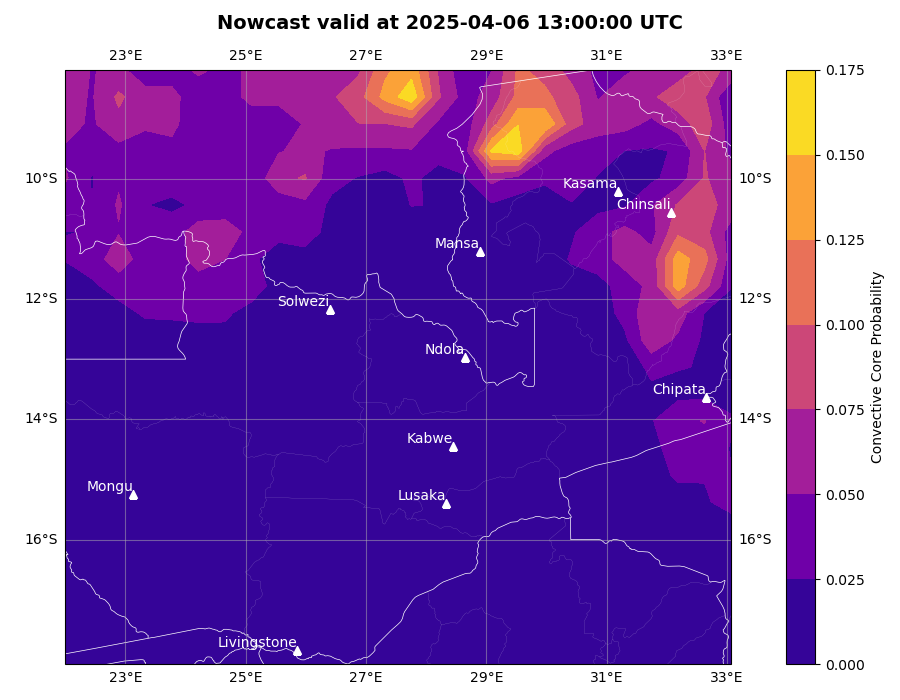 Nowcast valid at 2025-04-06 13:00:00 UTC
23°E 25°E 27°E 29°E 31°E 33°E
0.175
0.150
10°S Kasama 10°S
Chinsali
0.125
Mansa
12°S Solwezi 12°S
0.100
Ndola
Chipata
0.075
14°S 14°S
Kabwe
Mongu Lusaka
0.050
16°S 16°S
0.025
Livingstone
0.000
23°E 25°E 27°E 29°E 31°E 33°E
Convective Core Probability